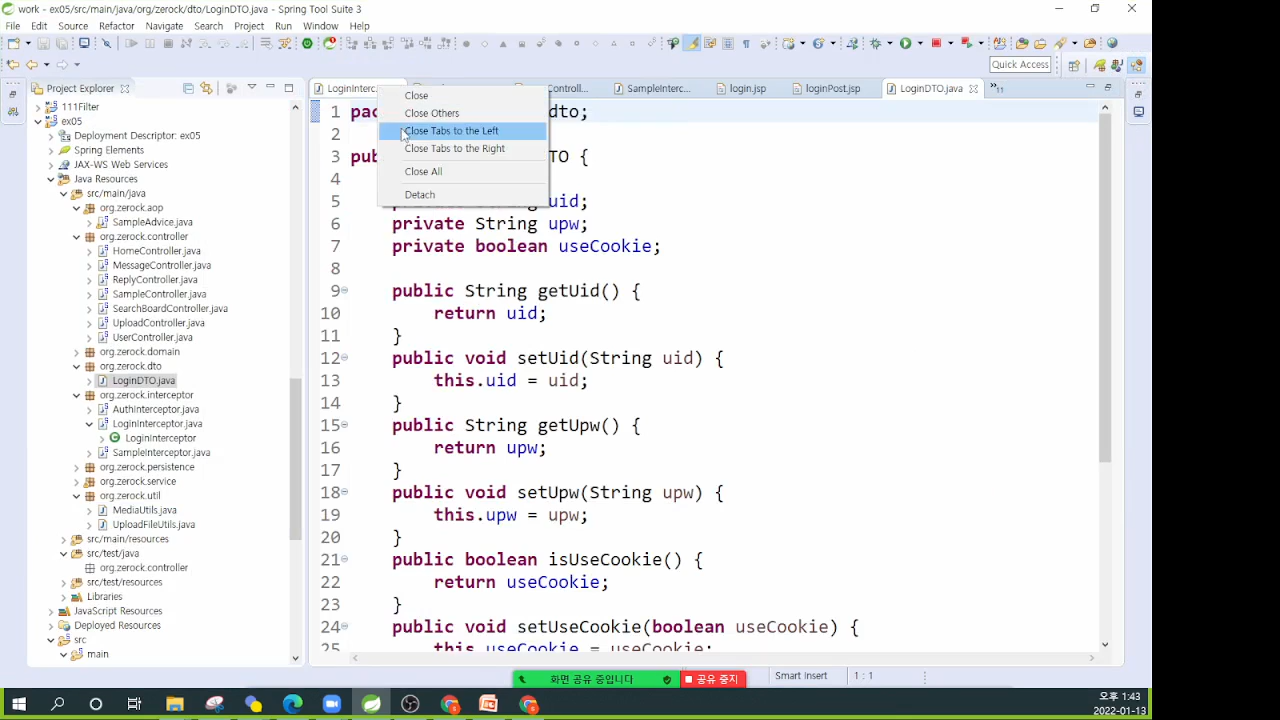 work - ex05/src/main/java/org/zerock/dto/LoginDTO.java - Spring Tool Suite 3
File Edit Source Refactor Navigate Search Project Run Window Help
Quick Access
Project Explorer
111Filter
ex05
Deployment Descriptor: ex05
Spring Elements
JAX-WS Web Services
Java Resources
src/main/java
org.zerock.aop
SampleAdvice.java
org.zerock.controller
HomeController.java
MessageController.java
ReplyController.java
SampleController.java
SearchBoardController.java
UploadController.java
UserController.java
org.zerock.domain
org.zerock.dto
LoginDTO.java
org.zerock.interceptor
AuthInterceptor.java
LoginInterceptor.java
LoginInterceptor
SampleInterceptor.java
org.zerock.persistence
org.zerock.service
org.zerock.util
MediaUtils.java
UploadFileUtils.java
src/main/resources
src/test/java
org.zerock.controller
src/test/resources
Libraries
JavaScript Resources
Deployed Resources
src
main
LoginInterc. Controll... SampleInterc... login.jsp loginPost.jsp LoginDTO.java »11
Close
Close Others
Close Tabs to the Left
Close Tabs to the Right
Close All
Detach
1 pac dto;
2
3 pu TO {
4
5 uid;
6 private String upw;
7 private boolean useCookie;
8
9 public String getUid() {
10 return uid;
11 }
12 public void setUid(String uid) {
13 this.uid = uid;
14 }
15 public String getUpw() {
16 return upw;
17 }
18 public void setUpw(String upw) {
19 this.upw = upw;
20 }
21 public boolean isUseCookie() {
22 return useCookie;
23 }
24 public void setUseCookie(boolean useCookie) {
25 this.useCookie = useCookie;
화면 공유 중입니다 공유 중지
Smart Insert 1 : 1
오후 1:43
2022-01-13